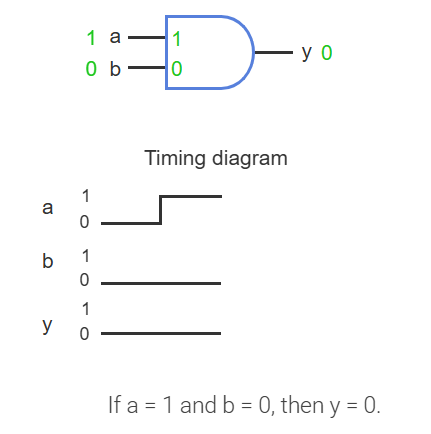 1 a 1
y 0
0 b 0
Timing diagram
a 1
0
b 1
0
y 1
0
If a = 1 and b = 0, then y = 0.